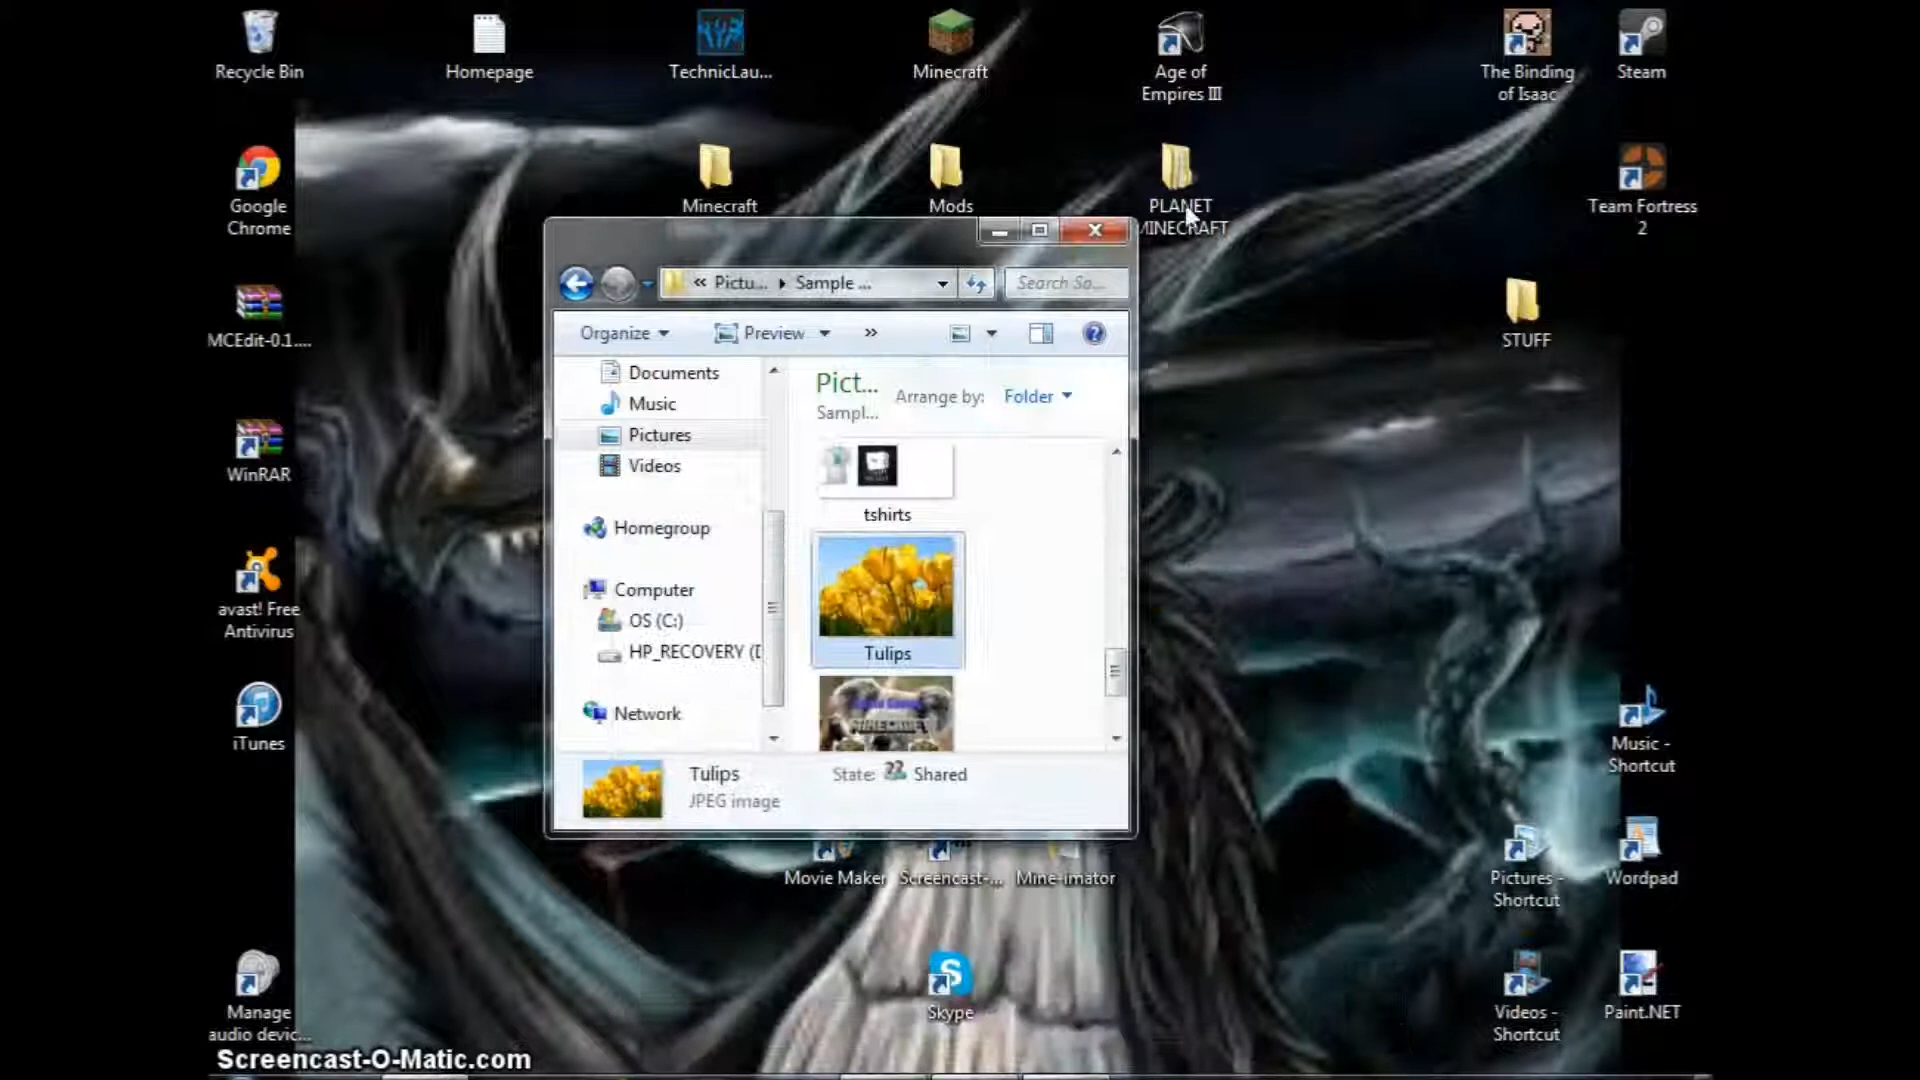 Recycle Bin
Homepage
TechnicLau...
Minecraft
Age of
Empires III
The Binding
of Isaac
Steam
Google
Chrome
Minecraft
Mods
PLANET
MINECRAFT
Team Fortress
2
MCEdit-0.1....
STUFF
WinRAR
avast! Free
Antivirus
iTunes
« Pictu... Sample ...
Search Sa...
Organize
Preview
»
Documents
Music
Pictures
Videos
Homegroup
Computer
OS (C:)
HP_RECOVERY (D
Network
Pict...
Sampl...
Arrange by: Folder
tshirts
Tulips
Tulips
State: Shared
JPEG image
Movie Maker
Screencast-...
Mine-imator
Music -
Shortcut
Pictures -
Shortcut
Wordpad
Manage
audio devic...
Skype
Videos -
Shortcut
Paint.NET
Screencast-O-Matic.com